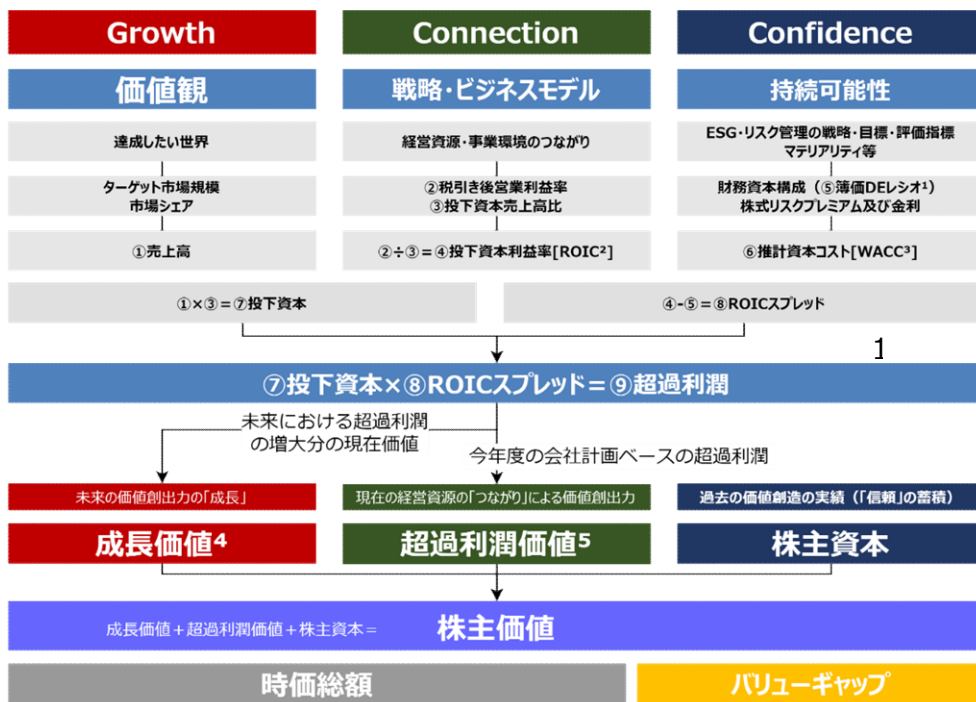 Growth
Connection
Confidence
価値観
戦略・ビジネスモデル
持続可能性
達成したい世界
経営資源・事業環境のつながり
ESG・リスク管理の戦略・目標・評価指標
マテリアリティ等
ターゲット市場規模
市場シェア
②税引き後営業利益率
③投下資本売上高比
財務資本構成（⑤簿価DEレシオ¹）
株式リスクプレミアム及び金利
①売上高
②÷③＝④投下資本利益率[ROIC²]
⑥推計資本コスト[WACC³]
①×③＝⑦投下資本
④-⑤＝⑧ROICスプレッド
1
⑦投下資本×⑧ROICスプレッド＝⑨超過利潤
未来における超過利潤
の増大分の現在価値
今年度の会社計画ベースの超過利潤
未来の価値創出力の「成長」
現在の経営資源の「つながり」による価値創出力
過去の価値創造の実績（「信頼」の蓄積）
成長価値⁴
超過利潤価値⁵
株主資本
成長価値＋超過利潤価値＋株主資本＝
株主価値
時価総額
バリューギャップ